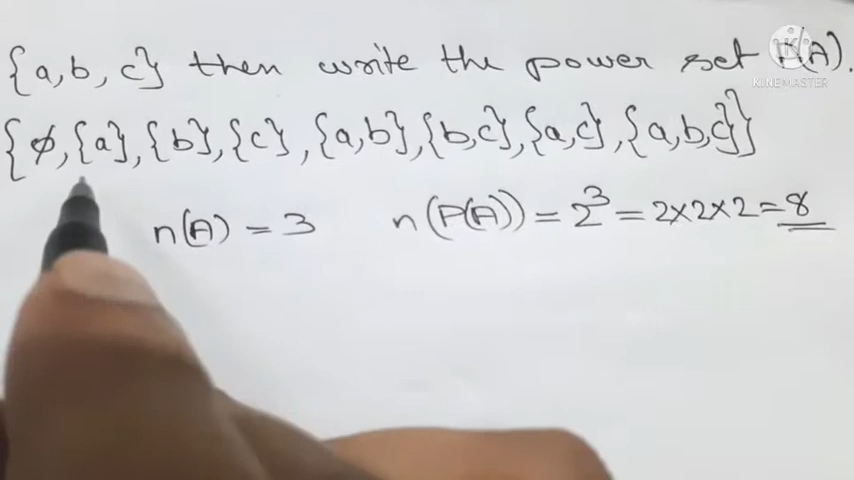 {a, b, c} then write the power set P(A).
{ϕ, {a}, {b}, {c}, {a,b}, {b,c}, {a,c}, {a,b,c}}
n(A) = 3 n(P(A)) = 2³ = 2×2×2 = 8
KINEMASTER